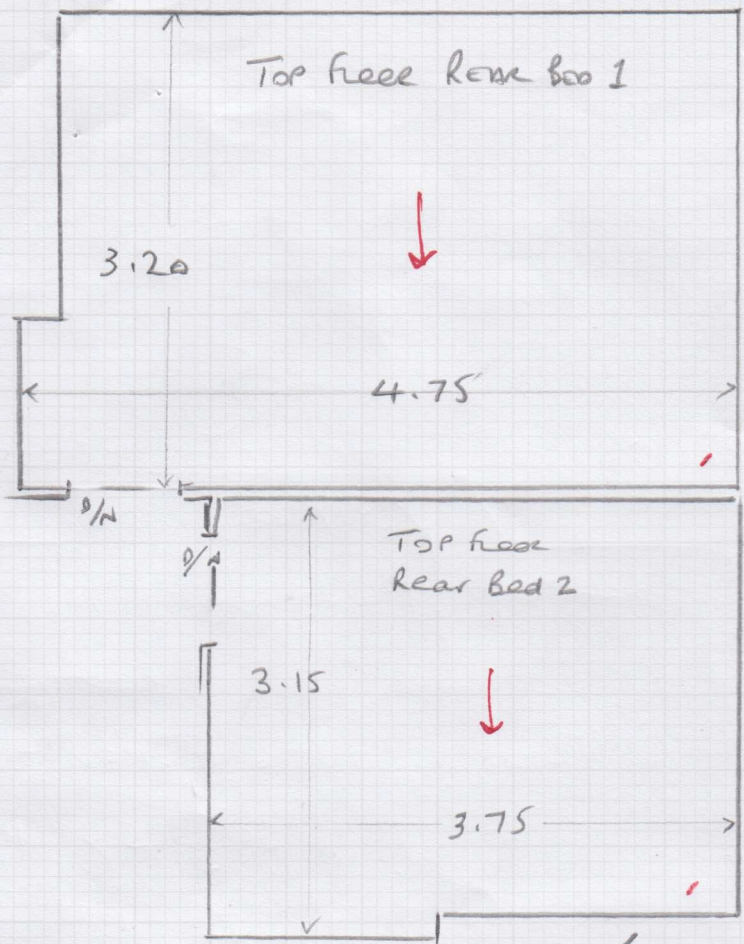 Top Floor Rear Bed 1
3.20
4.75
D/A
D/A
Top Floor
Rear Bed 2
3.15
3.75